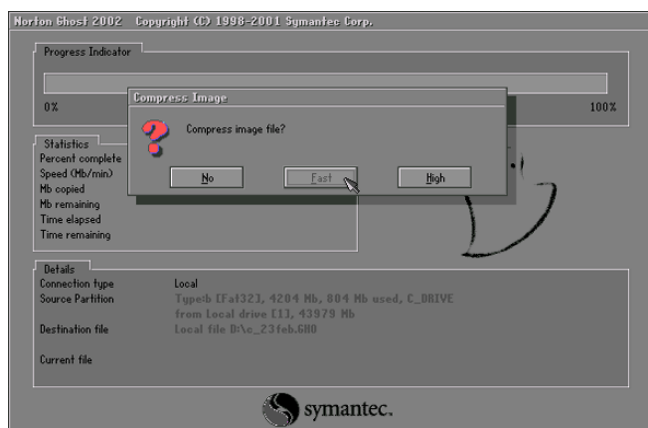 Norton Ghost 2002 Copyright (C) 1998-2001 Symantec Corp.
Progress Indicator
0%
100%
Compress Image
Compress image file?
No
Fast
High
Statistics
Percent complete
Speed (Mb/min)
Mb copied
Mb remaining
Time elapsed
Time remaining
Details
Connection type Local
Source Partition Type:b [Fat32], 4204 Mb, 804 Mb used, C_DRIVE
from Local drive [1], 43979 Mb
Destination file Local file D:\c_23feb.GHO
Current file
symantec.